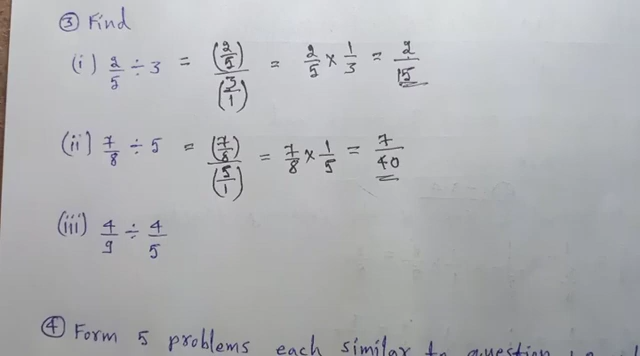 ③ Find
(i) 2/5 ÷ 3 = (2/5)/(3/1) = 2/5 × 1/3 = 2/15
(ii) 7/8 ÷ 5 = (7/8)/(5/1) = 7/8 × 1/5 = 7/40
(iii) 4/9 ÷ 4/5
④ Form 5 problems each similar to question